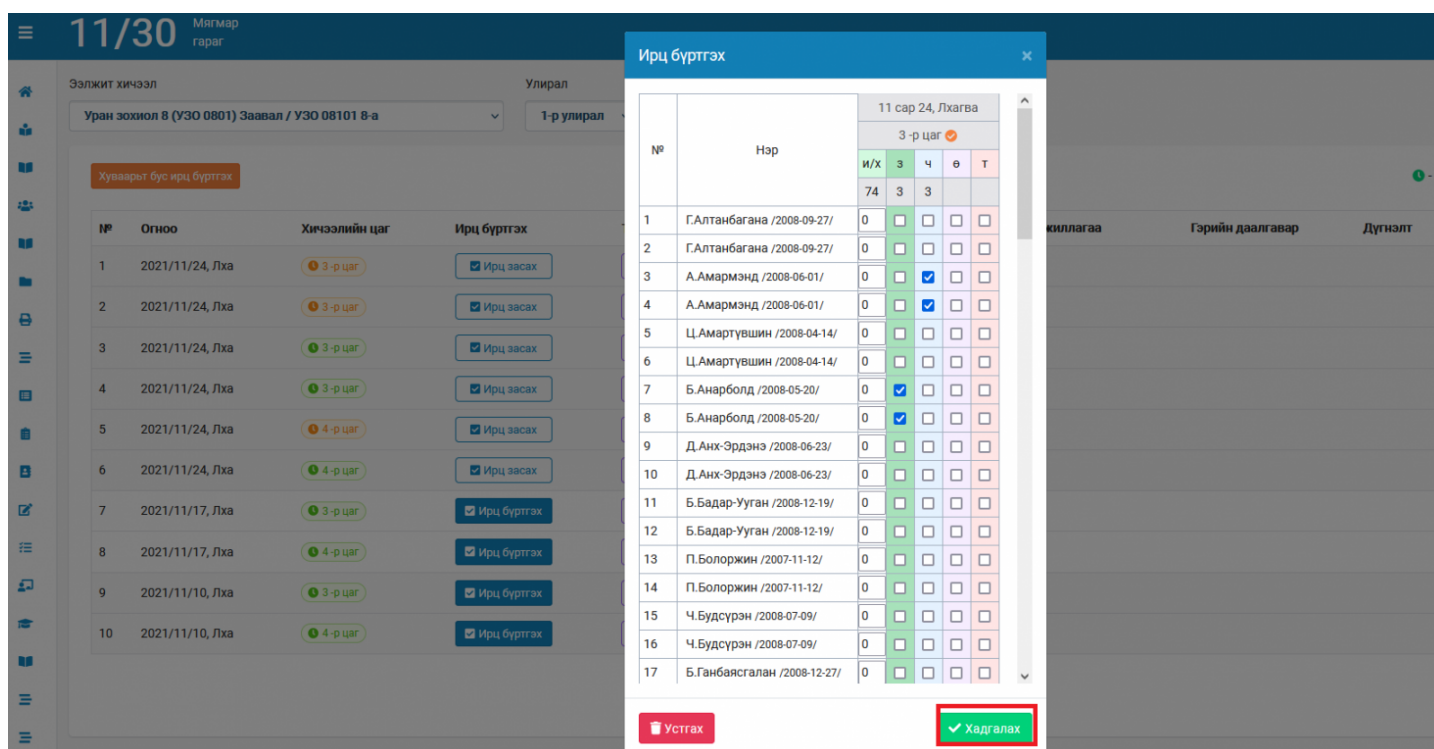 11/30 Мягмар
гараг
Ээлжит хичээл
Улирал
Уран зохиол 8 (УЗО 0801) Заавал / УЗО 08101 8-а
1-р улирал
Хуваарьт бус ирц бүртгэх
№ Огноо Хичээлийн цаг Ирц бүртгэх
1 2021/11/24, Лха 3 -р цаг Ирц засах
2 2021/11/24, Лха 3 -р цаг Ирц засах
3 2021/11/24, Лха 3 -р цаг Ирц засах
4 2021/11/24, Лха 3 -р цаг Ирц засах
5 2021/11/24, Лха 4 -р цаг Ирц засах
6 2021/11/24, Лха 4 -р цаг Ирц засах
7 2021/11/17, Лха 3 -р цаг Ирц бүртгэх
8 2021/11/17, Лха 4 -р цаг Ирц бүртгэх
9 2021/11/10, Лха 3 -р цаг Ирц бүртгэх
10 2021/11/10, Лха 4 -р цаг Ирц бүртгэх
Ирц бүртгэх ×
№ Нэр 11 сар 24, Лхагва
3 -р цаг
и/х з ч ө т
74 3 3
1 Г.Алтанбагана /2008-09-27/ 0
2 Г.Алтанбагана /2008-09-27/ 0
3 А.Амармэнд /2008-06-01/ 0
4 А.Амармэнд /2008-06-01/ 0
5 Ц.Амартүвшин /2008-04-14/ 0
6 Ц.Амартүвшин /2008-04-14/ 0
7 Б.Анарболд /2008-05-20/ 0
8 Б.Анарболд /2008-05-20/ 0
9 Д.Анх-Эрдэнэ /2008-06-23/ 0
10 Д.Анх-Эрдэнэ /2008-06-23/ 0
11 Б.Бадар-Ууган /2008-12-19/ 0
12 Б.Бадар-Ууган /2008-12-19/ 0
13 П.Болоржин /2007-11-12/ 0
14 П.Болоржин /2007-11-12/ 0
15 Ч.Будсүрэн /2008-07-09/ 0
16 Ч.Будсүрэн /2008-07-09/ 0
17 Б.Ганбаясгалан /2008-12-27/ 0
Устгах
Хадгалах
Гэрийн даалгавар Дүгнэлт